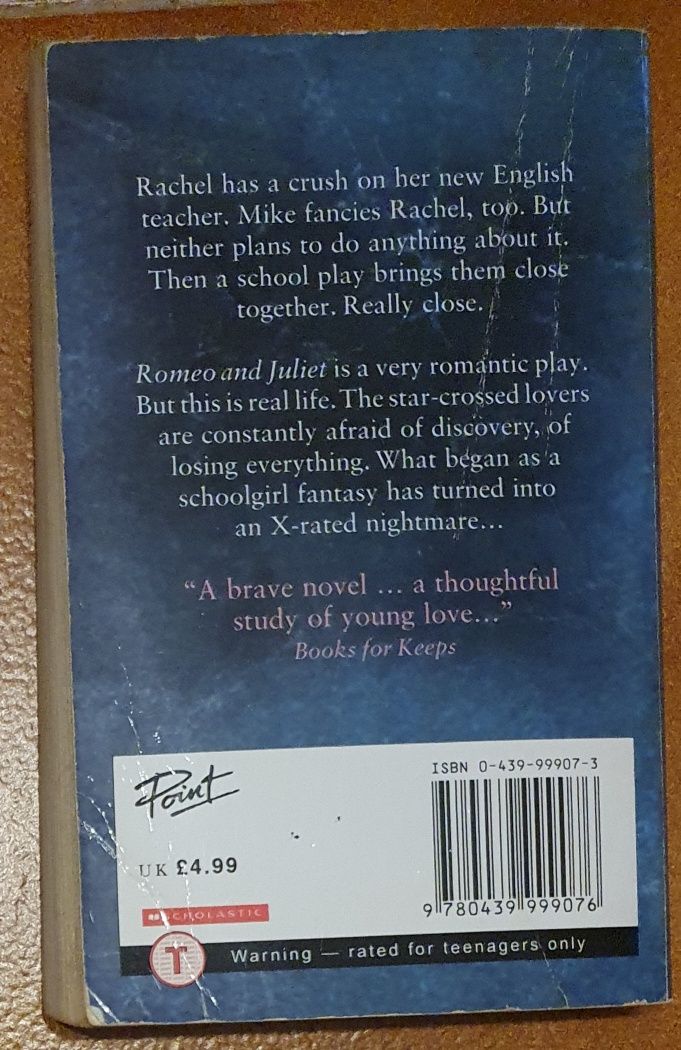 Rachel has a crush on her new English
teacher. Mike fancies Rachel, too. But
neither plans to do anything about it.
Then a school play brings them close
together. Really close.
Romeo and Juliet is a very romantic play.
But this is real life. The star-crossed lovers
are constantly afraid of discovery, of
losing everything. What began as a
schoolgirl fantasy has turned into
an X-rated nightmare...
“A brave novel ... a thoughtful
study of young love...”
Books for Keeps
Point
ISBN 0-439-99907-3
UK £4.99
9 780439 999076
SCHOLASTIC
T Warning — rated for teenagers only